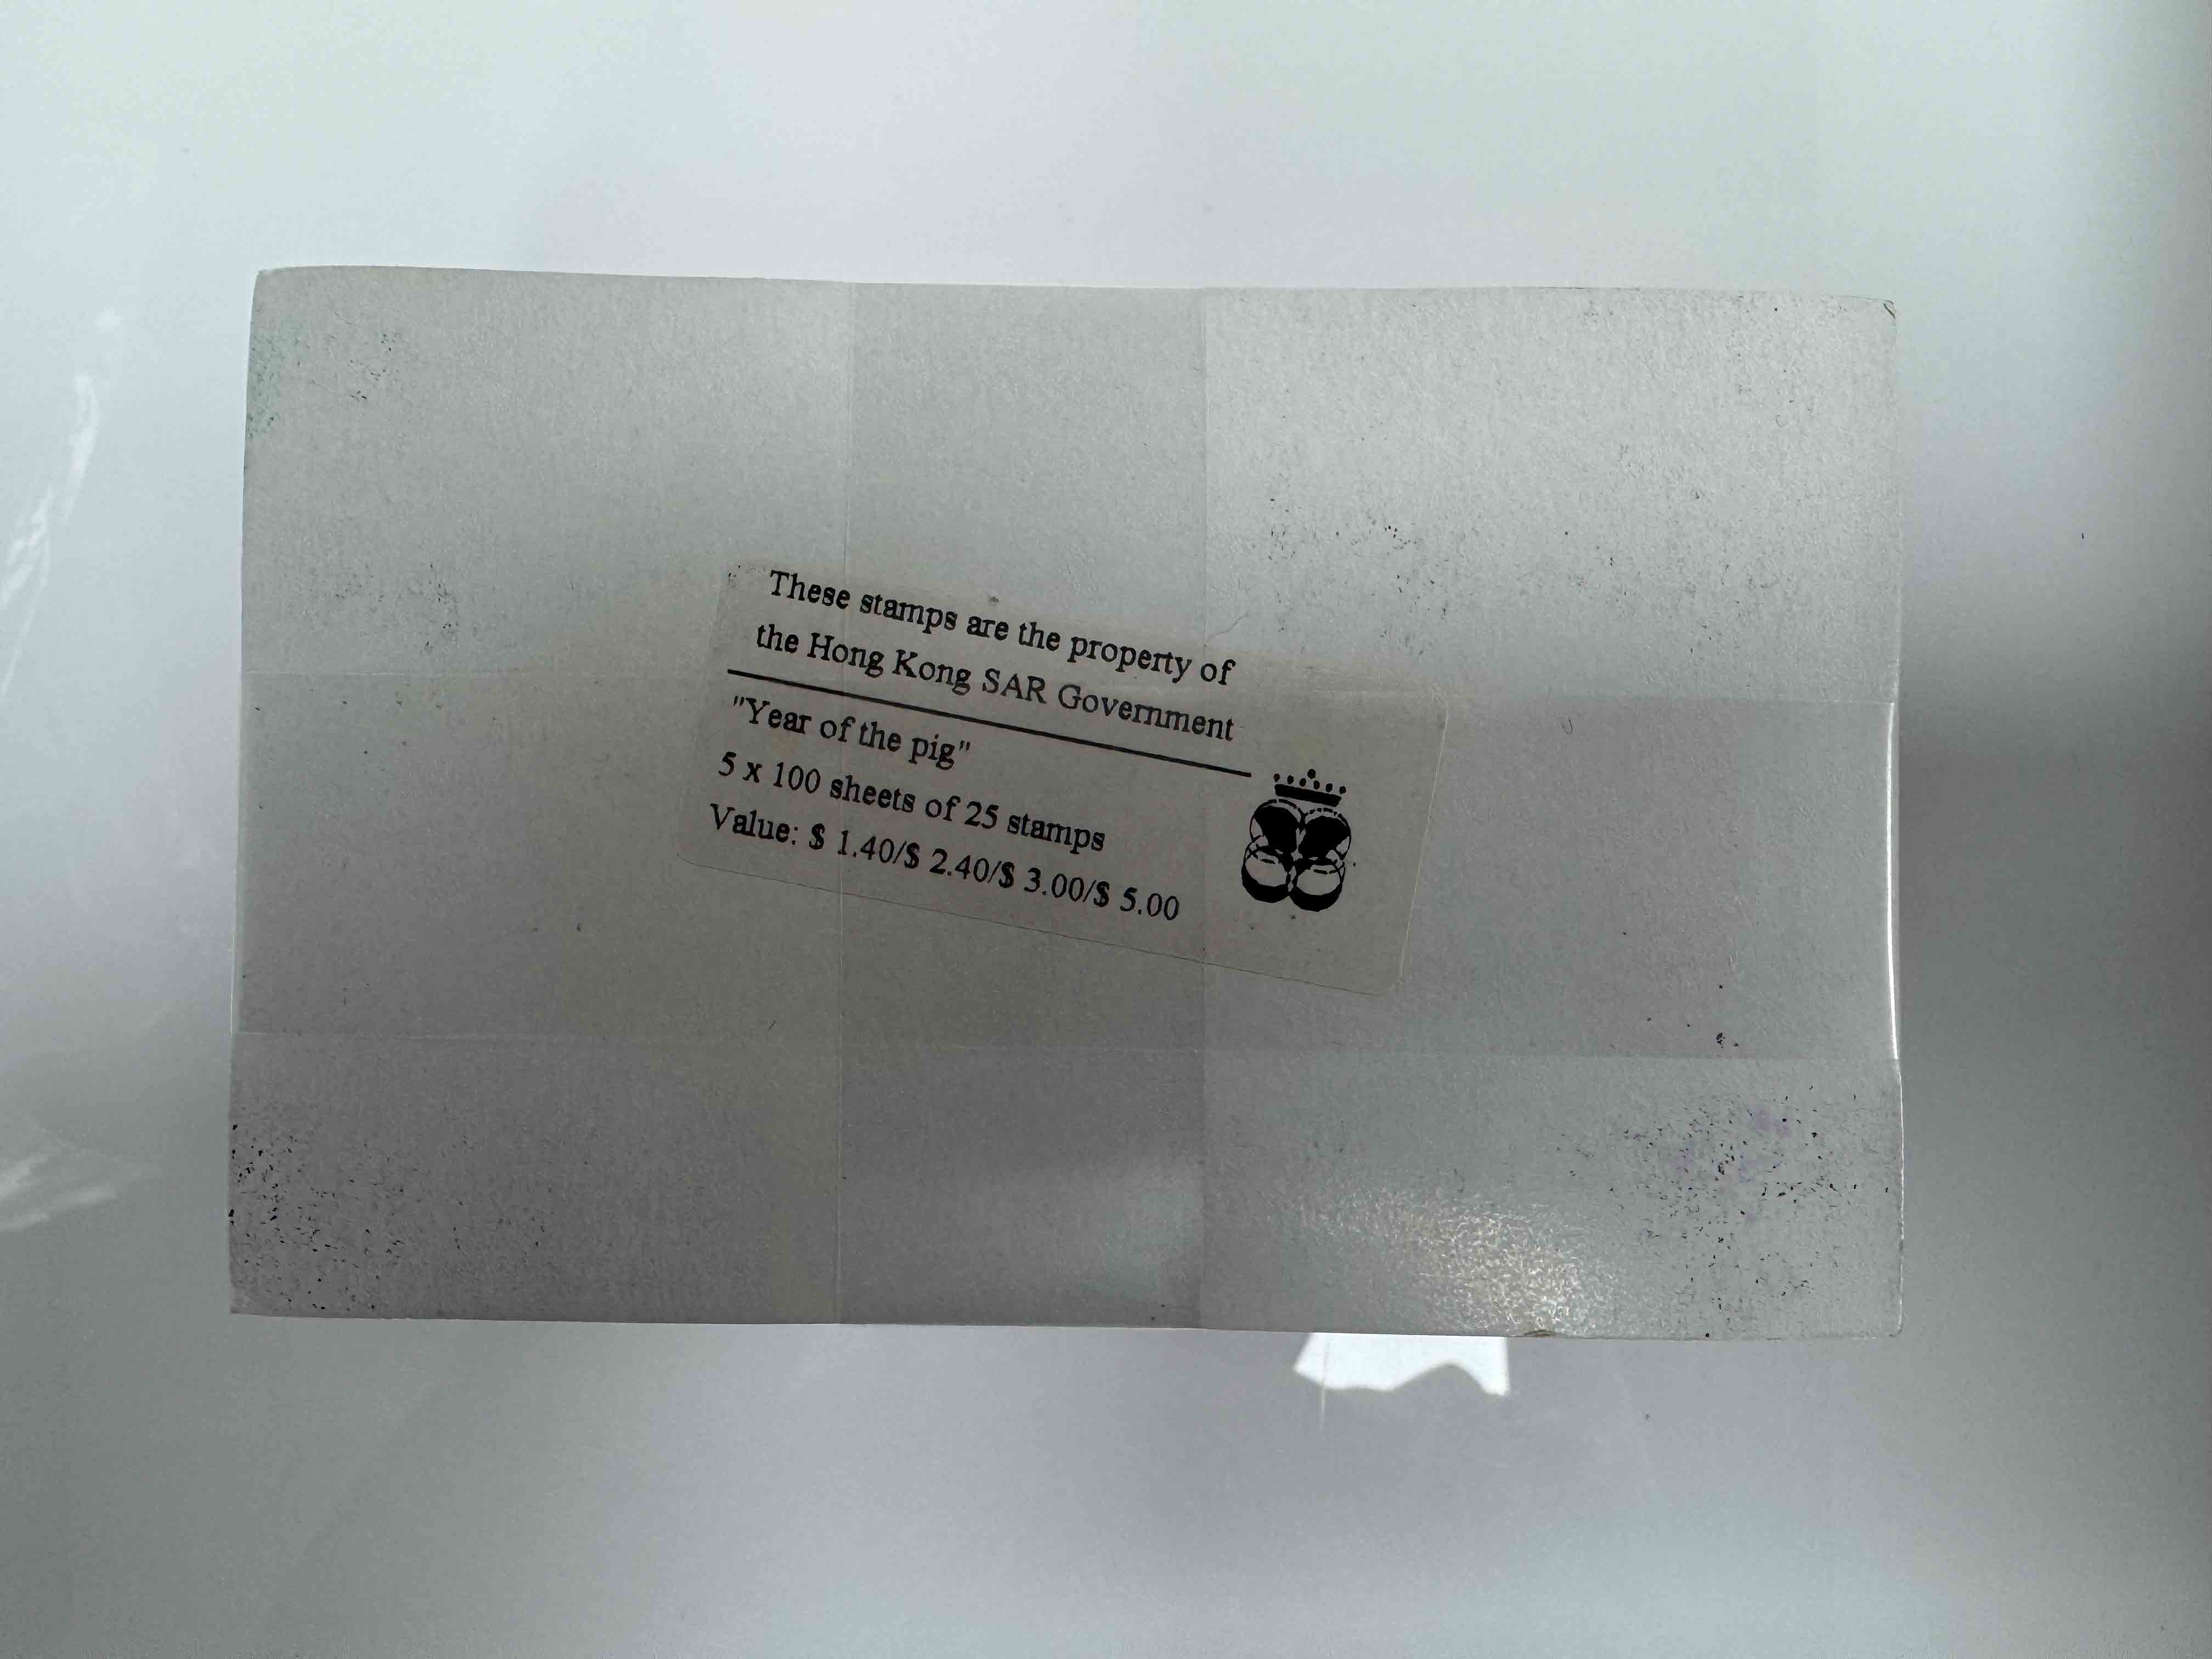 These stamps are the property of
the Hong Kong SAR Government
"Year of the pig"
5 x 100 sheets of 25 stamps
Value: $ 1.40/$ 2.40/$ 3.00/$ 5.00